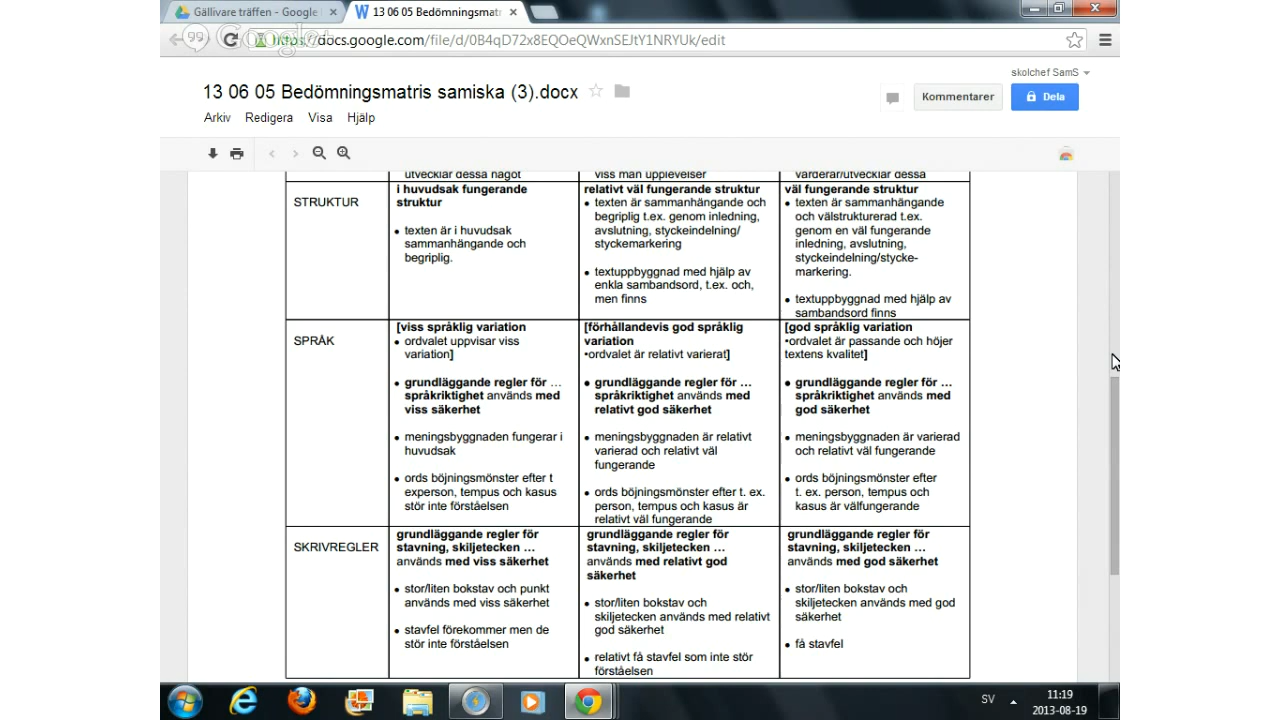 Gällivare träffen - Google
13 06 05 Bedömningsmatr
Google+
https://docs.google.com/file/d/0B4qD72x8EQOeQWxnSEJtY1NRYUk/edit
skolchef SamS
13 06 05 Bedömningsmatris samiska (3).docx
Kommentarer
Dela
Arkiv Redigera Visa Hjälp
utvecklar dessa något
viss mån upplevelser
värderar/utvecklar dessa
STRUKTUR
i huvudsak fungerande
struktur
• texten är i huvudsak
sammanhängande och
begriplig.
relativt väl fungerande struktur
• texten är sammanhängande och
begriplig t.ex. genom inledning,
avslutning, styckeindelning/
styckemarkering
• textuppbyggnad med hjälp av
enkla sambandsord, t.ex. och,
men finns
väl fungerande struktur
• texten är sammanhängande
och välstrukturerad t.ex.
genom en väl fungerande
inledning, avslutning,
styckeindelning/stycke-
markering.
• textuppbyggnad med hjälp av
sambandsord finns
SPRÅK
[viss språklig variation
• ordvalet uppvisar viss
variation]
• grundläggande regler för …
språkriktighet används med
viss säkerhet
• meningsbyggnaden fungerar i
huvudsak
• ords böjningsmönster efter t
experson, tempus och kasus
stör inte förståelsen
[förhållandevis god språklig
variation
•ordvalet är relativt varierat]
• grundläggande regler för …
språkriktighet används med
relativt god säkerhet
• meningsbyggnaden är relativt
varierad och relativt väl
fungerande
• ords böjningsmönster efter t. ex.
person, tempus och kasus är
relativt väl fungerande
[god språklig variation
•ordvalet är passande och höjer
textens kvalitet]
• grundläggande regler för …
språkriktighet används med
god säkerhet
• meningsbyggnaden är varierad
och relativt väl fungerande
• ords böjningsmönster efter
t. ex. person, tempus och
kasus är välfungerande
SKRIVREGLER
grundläggande regler för
stavning, skiljetecken …
används med viss säkerhet
• stor/liten bokstav och punkt
används med viss säkerhet
• stavfel förekommer men de
stör inte förståelsen
grundläggande regler för
stavning, skiljetecken …
används med relativt god
säkerhet
• stor/liten bokstav och
skiljetecken används med relativt
god säkerhet
• relativt få stavfel som inte stör
förståelsen
grundläggande regler för
stavning, skiljetecken …
används med god säkerhet
• stor/liten bokstav och
skiljetecken används med god
säkerhet
• få stavfel
SV
11:19
2013-08-19